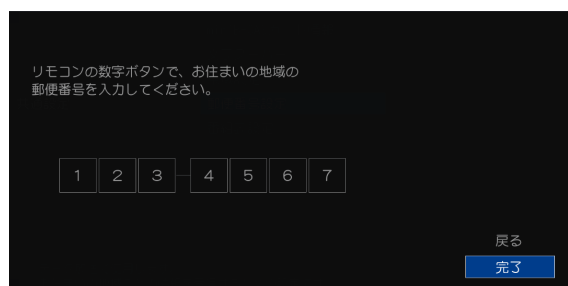 リモコンの数字ボタンで、お住まいの地域の
郵便番号を入力してください。
1 2 3 - 4 5 6 7
戻る
完了